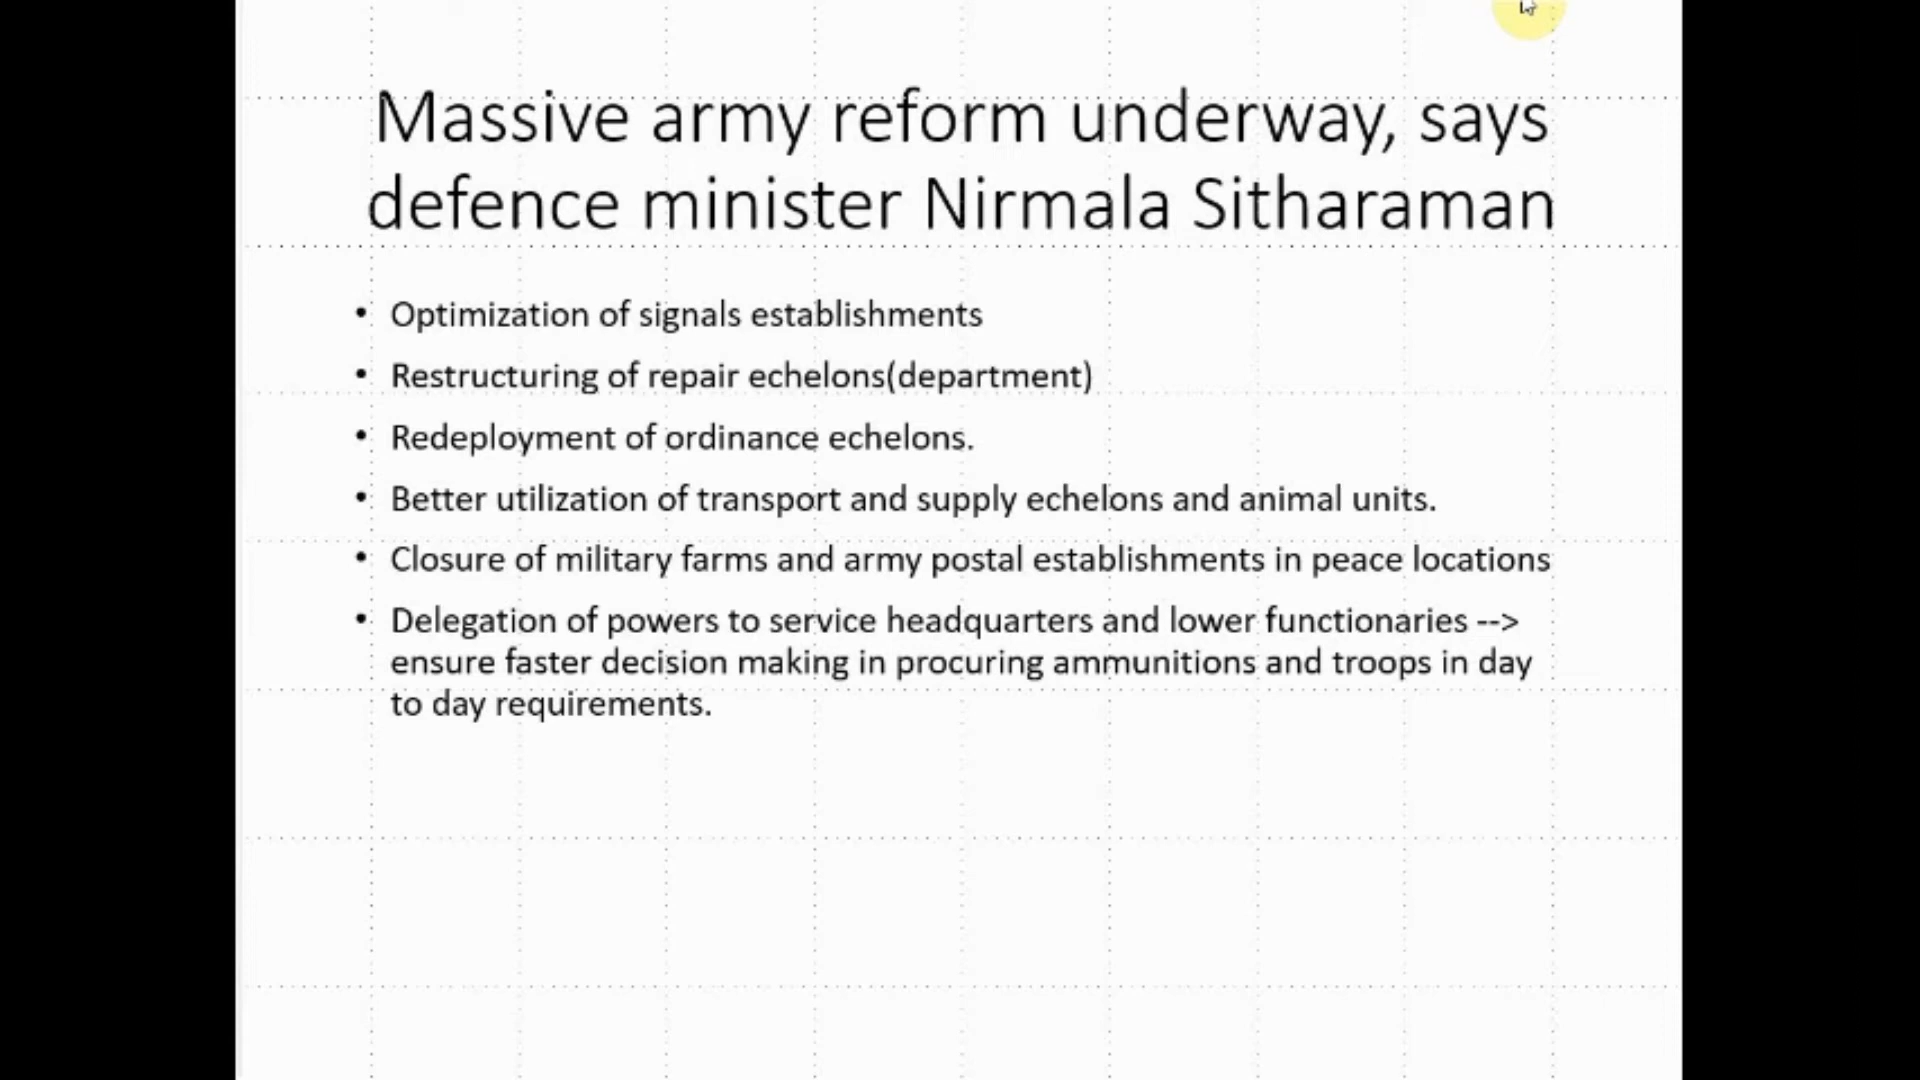 Massive army reform underway, says
defence minister Nirmala Sitharaman
• Optimization of signals establishments
• Restructuring of repair echelons(department)
• Redeployment of ordinance echelons.
• Better utilization of transport and supply echelons and animal units.
• Closure of military farms and army postal establishments in peace locations
• Delegation of powers to service headquarters and lower functionaries -->
ensure faster decision making in procuring ammunitions and troops in day
to day requirements.